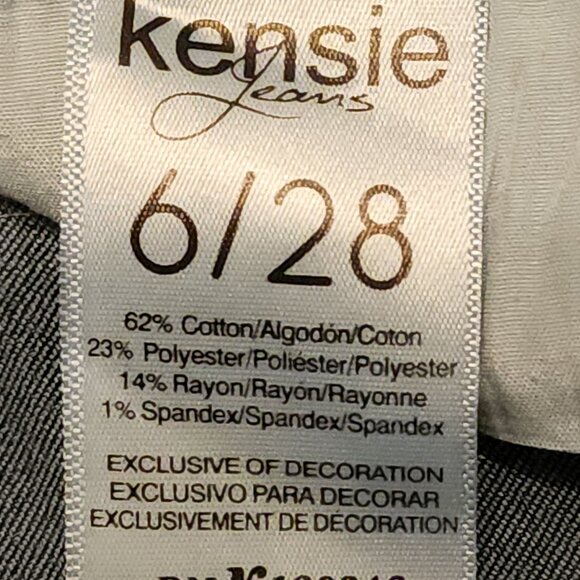 kensie
jeans
6/28
62% Cotton/Algodón/Coton
23% Polyester/Poliéster/Polyester
14% Rayon/Rayón/Rayonne
1% Spandex/Spandex/Spandex
EXCLUSIVE OF DECORATION
EXCLUSIVO PARA DECORAR
EXCLUSIVEMENT DE DÉCORATION